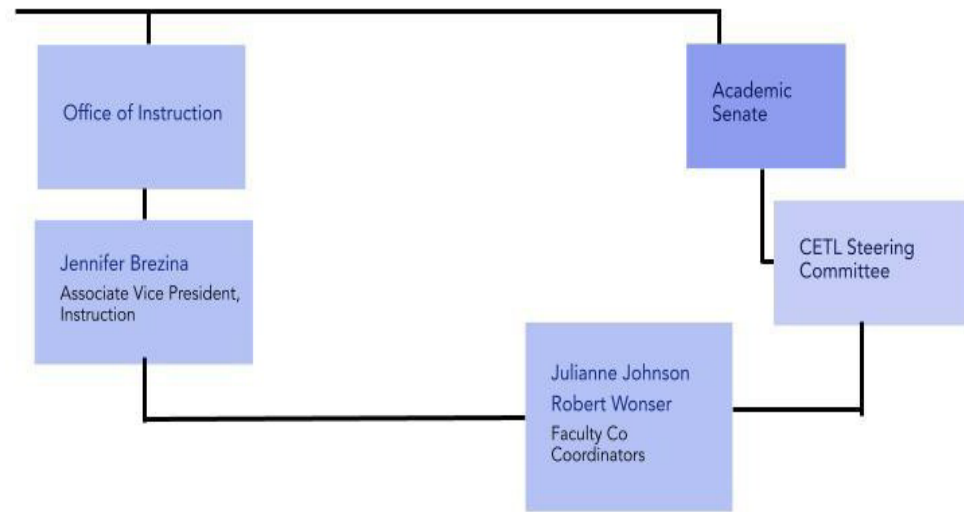 Office of Instruction
Academic
Senate
Jennifer Brezina
Associate Vice President,
Instruction
CETL Steering
Committee
Julianne Johnson
Robert Wonser
Faculty Co
Coordinators